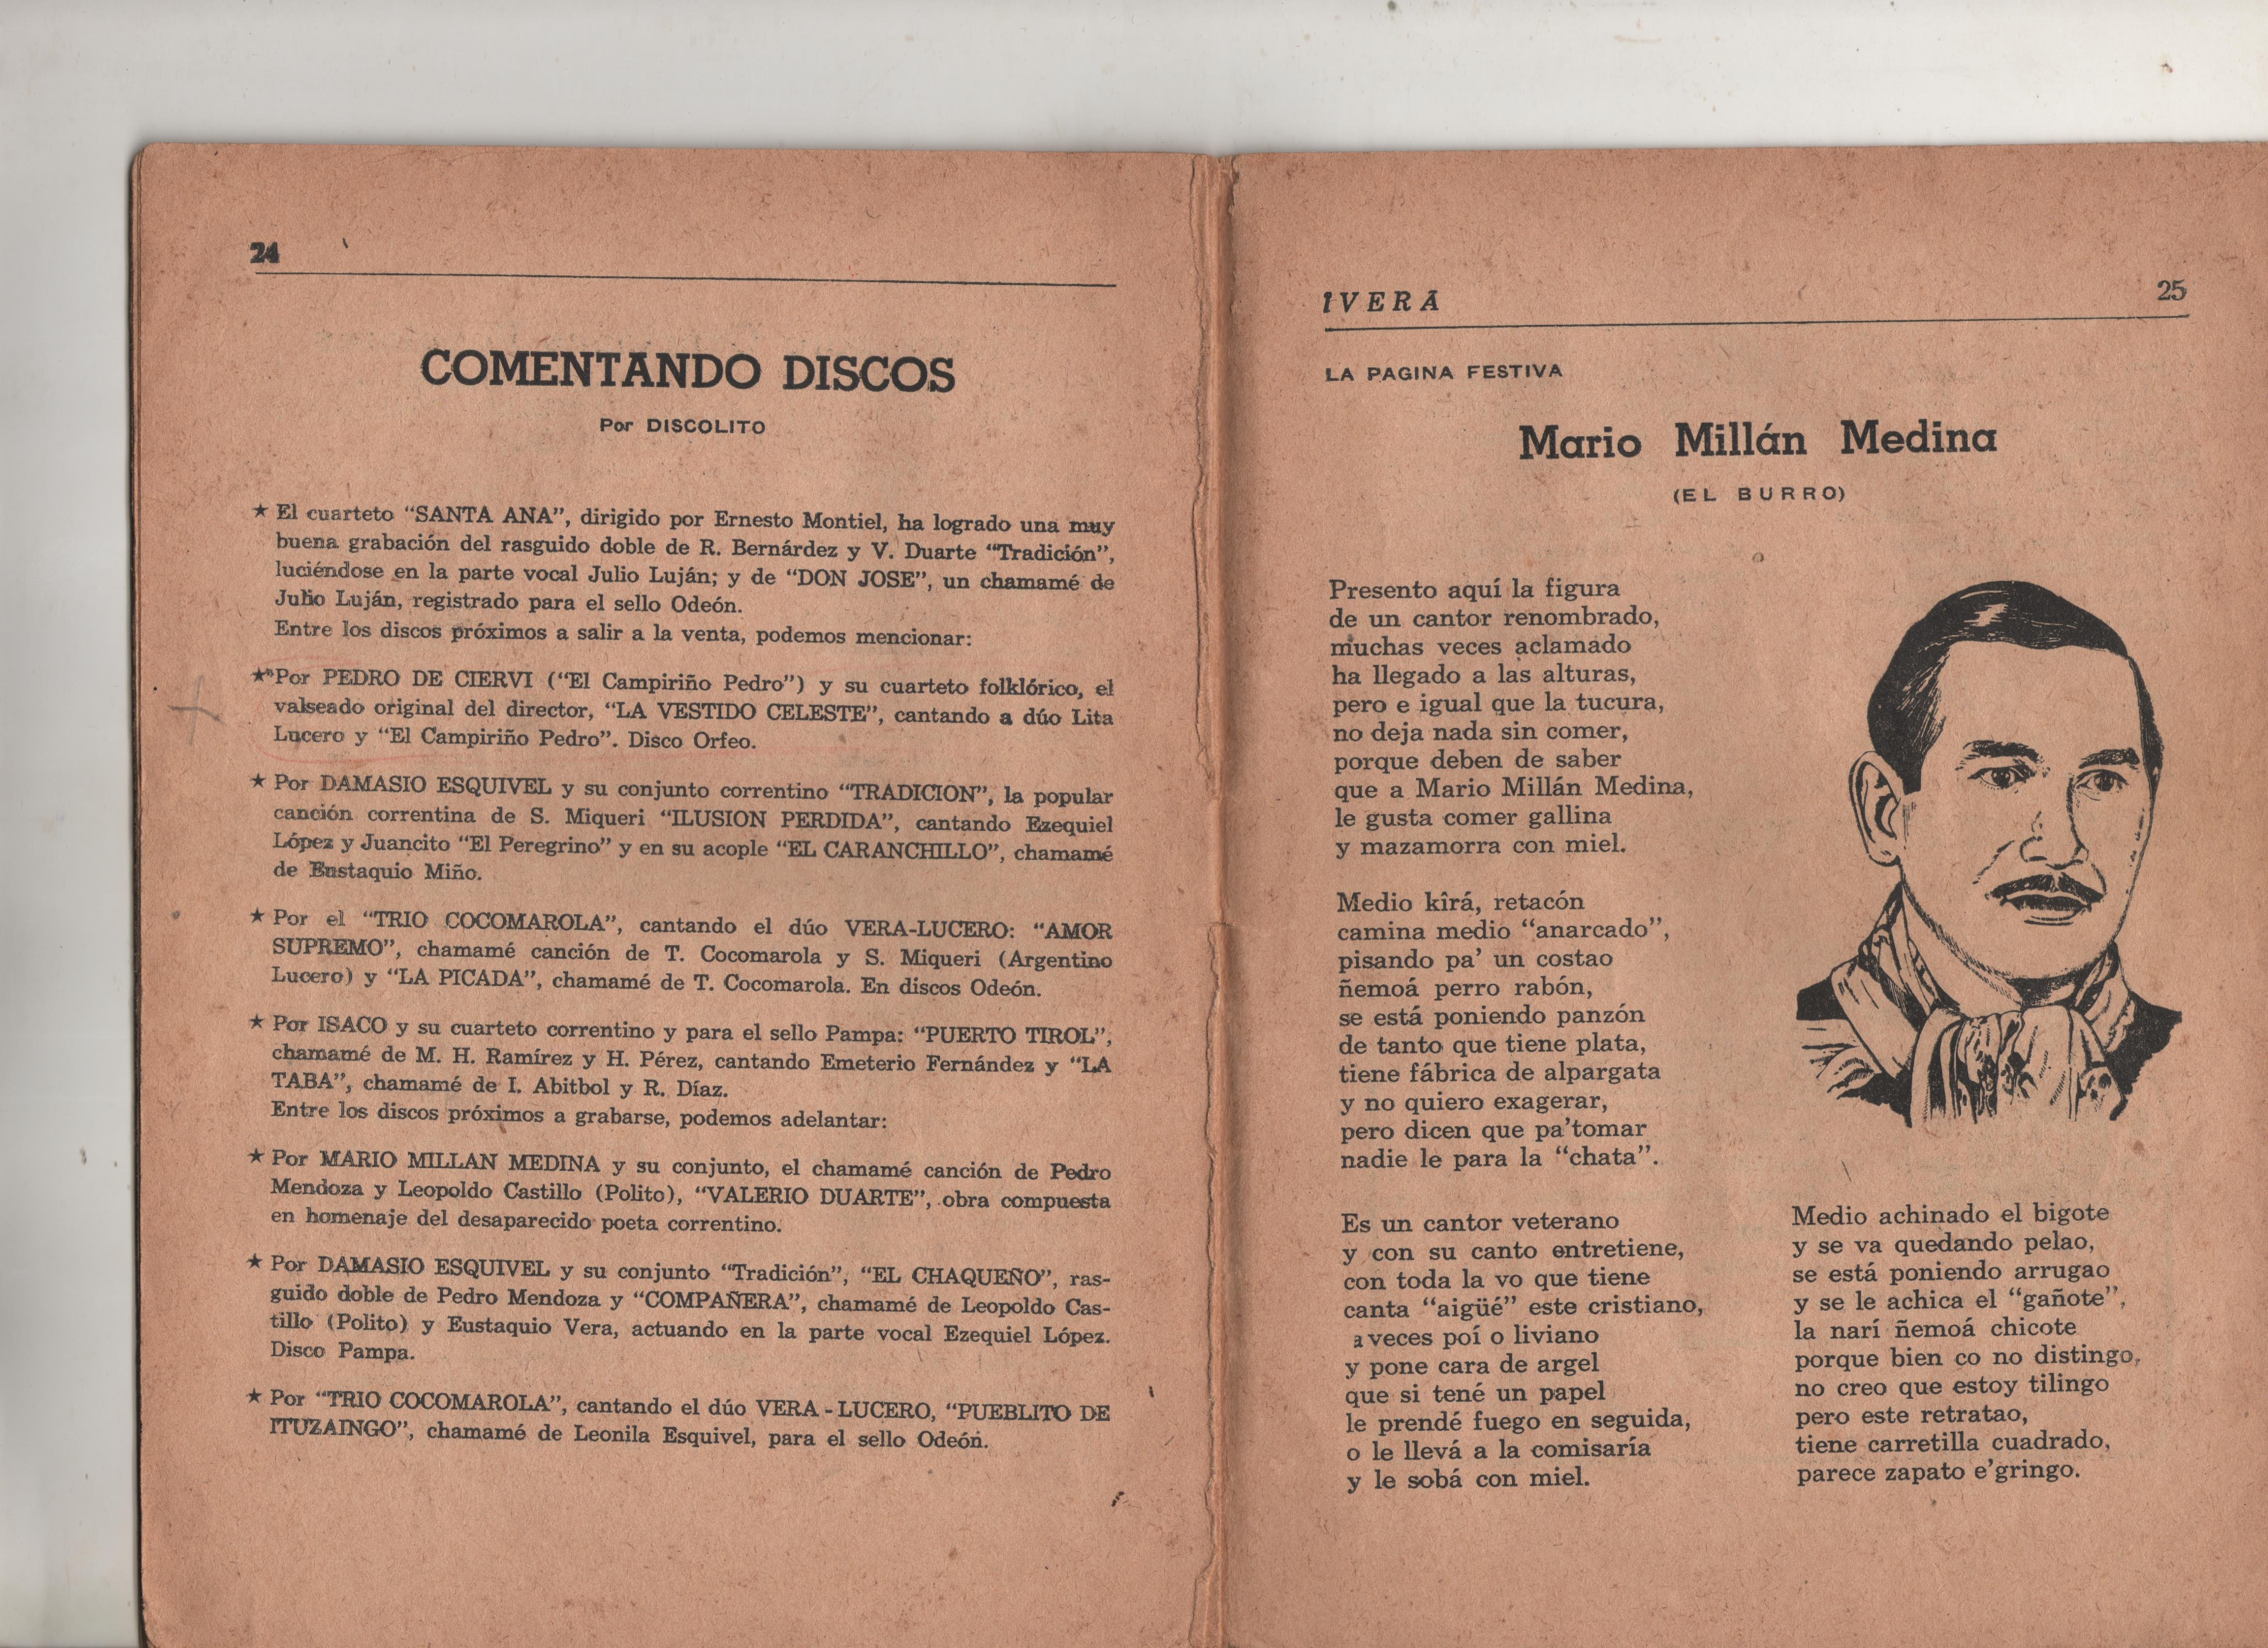 24
COMENTANDO DISCOS
Por DISCOLITO
★ El cuarteto “SANTA ANA”, dirigido por Ernesto Montiel, ha logrado una muy
buena grabación del rasguido doble de R. Bernárdez y V. Duarte “Tradición”,
luciéndose en la parte vocal Julio Luján; y de “DON JOSE”, un chamamé de
Julio Luján, registrado para el sello Odeón.
Entre los discos próximos a salir a la venta, podemos mencionar:
★ Por PEDRO DE CIERVI (“El Campiriño Pedro”) y su cuarteto folklórico, el
valseado original del director, “LA VESTIDO CELESTE”, cantando a dúo Lita
Lucero y “El Campiriño Pedro”. Disco Orfeo.
★ Por DAMASIO ESQUIVEL y su conjunto correntino “TRADICION”, la popular
canción correntina de S. Miqueri “ILUSION PERDIDA”, cantando Ezequiel
López y Juancito “El Peregrino” y en su acople “EL CARANCHILLO”, chamamé
de Eustaquio Miño.
★ Por el “TRIO COCOMAROLA”, cantando el dúo VERA-LUCERO: “AMOR
SUPREMO”, chamamé canción de T. Cocomarola y S. Miqueri (Argentino
Lucero) y “LA PICADA”, chamamé de T. Cocomarola. En discos Odeón.
★ Por ISACO y su cuarteto correntino y para el sello Pampa: “PUERTO TIROL”,
chamamé de M. H. Ramírez y H. Pérez, cantando Emeterio Fernández y “LA
TABA”, chamamé de I. Abitbol y R. Díaz.
Entre los discos próximos a grabarse, podemos adelantar:
★ Por MARIO MILLAN MEDINA y su conjunto, el chamamé canción de Pedro
Mendoza y Leopoldo Castillo (Polito), “VALERIO DUARTE”, obra compuesta
en homenaje del desaparecido poeta correntino.
★ Por DAMASIO ESQUIVEL y su conjunto “Tradición”, “EL CHAQUEÑO”, ras-
guido doble de Pedro Mendoza y “COMPAÑERA”, chamamé de Leopoldo Cas-
tillo (Polito) y Eustaquio Vera, actuando en la parte vocal Ezequiel López.
Disco Pampa.
★ Por “TRIO COCOMAROLA”, cantando el dúo VERA - LUCERO, “PUEBLITO DE
ITUZAINGO”, chamamé de Leonila Esquivel, para el sello Odeón.
IVERA
25
LA PAGINA FESTIVA
Mario Millán Medina
(EL BURRO)
Presento aquí la figura
de un cantor renombrado,
muchas veces aclamado
ha llegado a las alturas,
pero e igual que la tucura,
no deja nada sin comer,
porque deben de saber
que a Mario Millán Medina,
le gusta comer gallina
y mazamorra con miel.
Medio kîrá, retacón
camina medio “anarcado”,
pisando pa’ un costao
ñemoá perro rabón,
se está poniendo panzón
de tanto que tiene plata,
tiene fábrica de alpargata
y no quiero exagerar,
pero dicen que pa’tomar
nadie le para la “chata”.
Es un cantor veterano
y con su canto entretiene,
con toda la vo que tiene
canta “aigüé” este cristiano,
a veces poí o liviano
y pone cara de argel
que si tené un papel
le prendé fuego en seguida,
o le llevá a la comisaría
y le sobá con miel.
Medio achinado el bigote
y se va quedando pelao,
se está poniendo arrugao
y se le achica el “gañote”,
la narí ñemoá chicote
porque bien co no distingo,
no creo que estoy tilingo
pero este retratao,
tiene carretilla cuadrado,
parece zapato e’gringo.